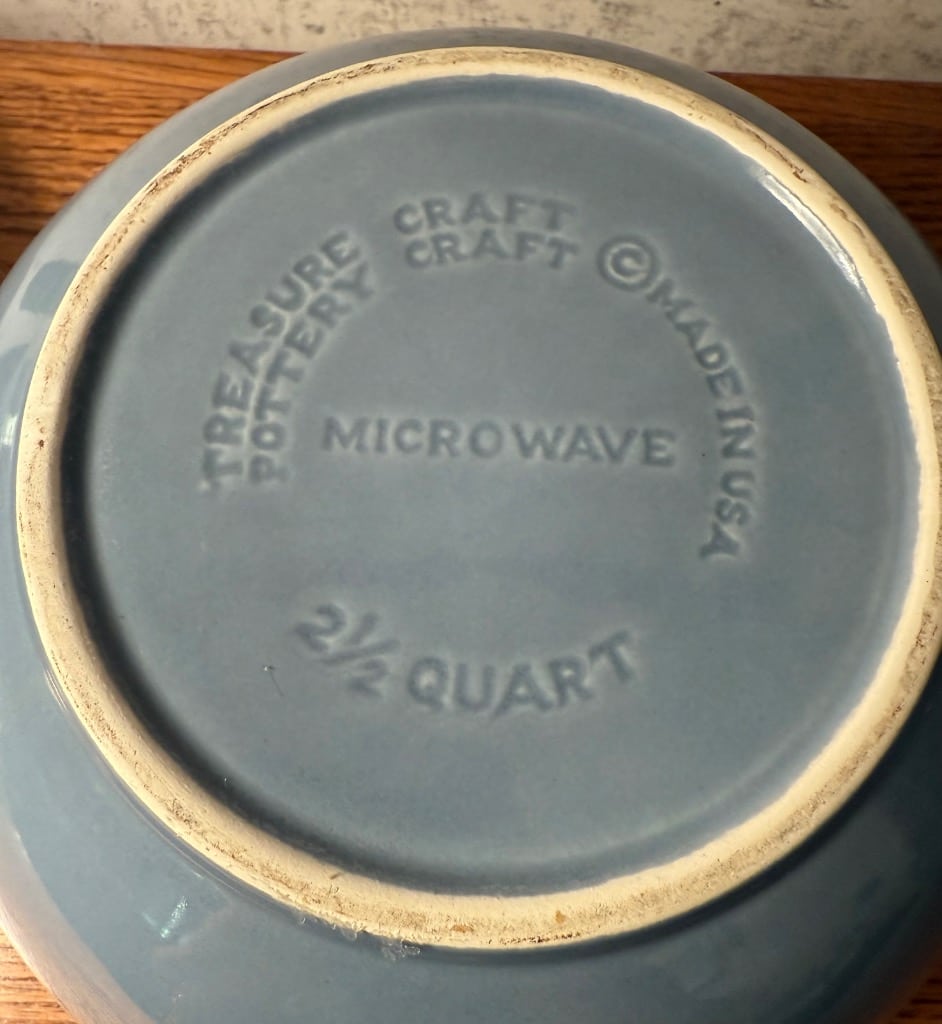 TREASURE CRAFT © MADE IN USA
POTTERY CRAFT
MICROWAVE
2½ QUART